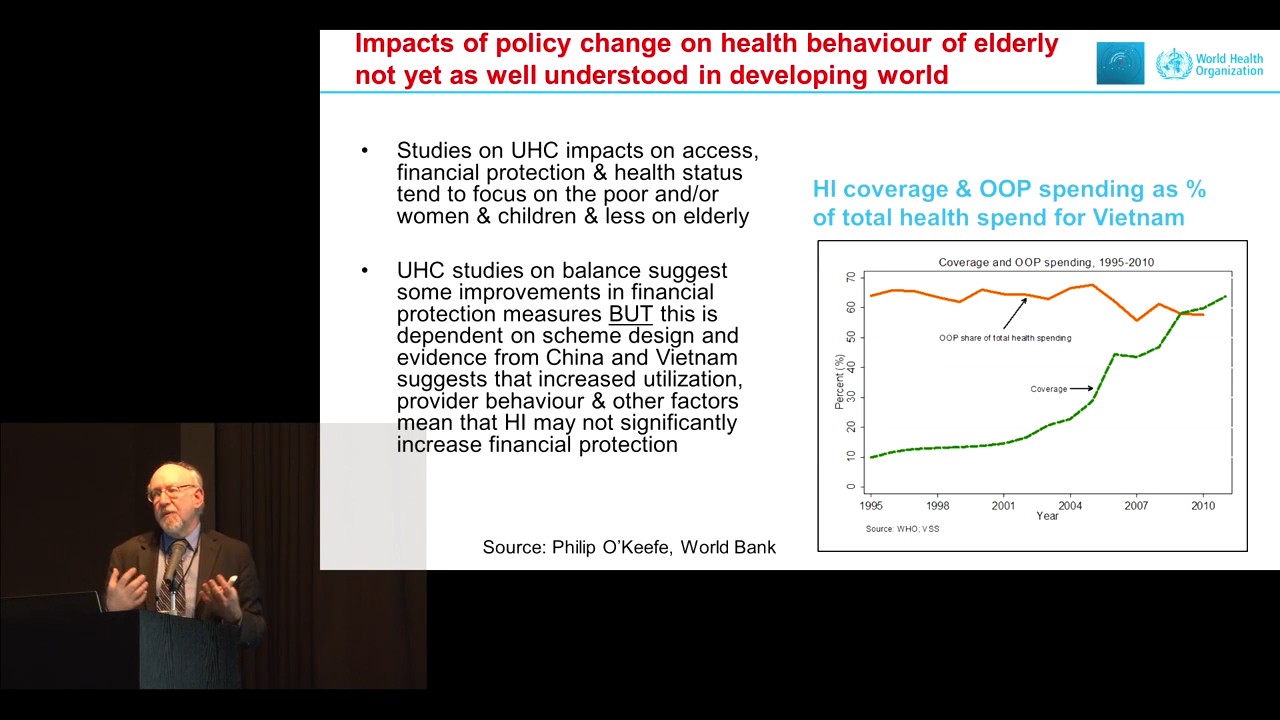 Impacts of policy change on health behaviour of elderly
not yet as well understood in developing world
World Health
Organization
• Studies on UHC impacts on access,
financial protection & health status
tend to focus on the poor and/or
women & children & less on elderly
• UHC studies on balance suggest
some improvements in financial
protection measures BUT this is
dependent on scheme design and
evidence from China and Vietnam
suggests that increased utilization,
provider behaviour & other factors
mean that HI may not significantly
increase financial protection
Source: Philip O’Keefe, World Bank
HI coverage & OOP spending as %
of total health spend for Vietnam
Coverage and OOP spending, 1995-2010
70
60
50
40
30
20
10
0
Percent (%)
OOP share of total health spending
Coverage
1995 1998 2001 2004 2007 2010
Year
Source: WHO; VSS